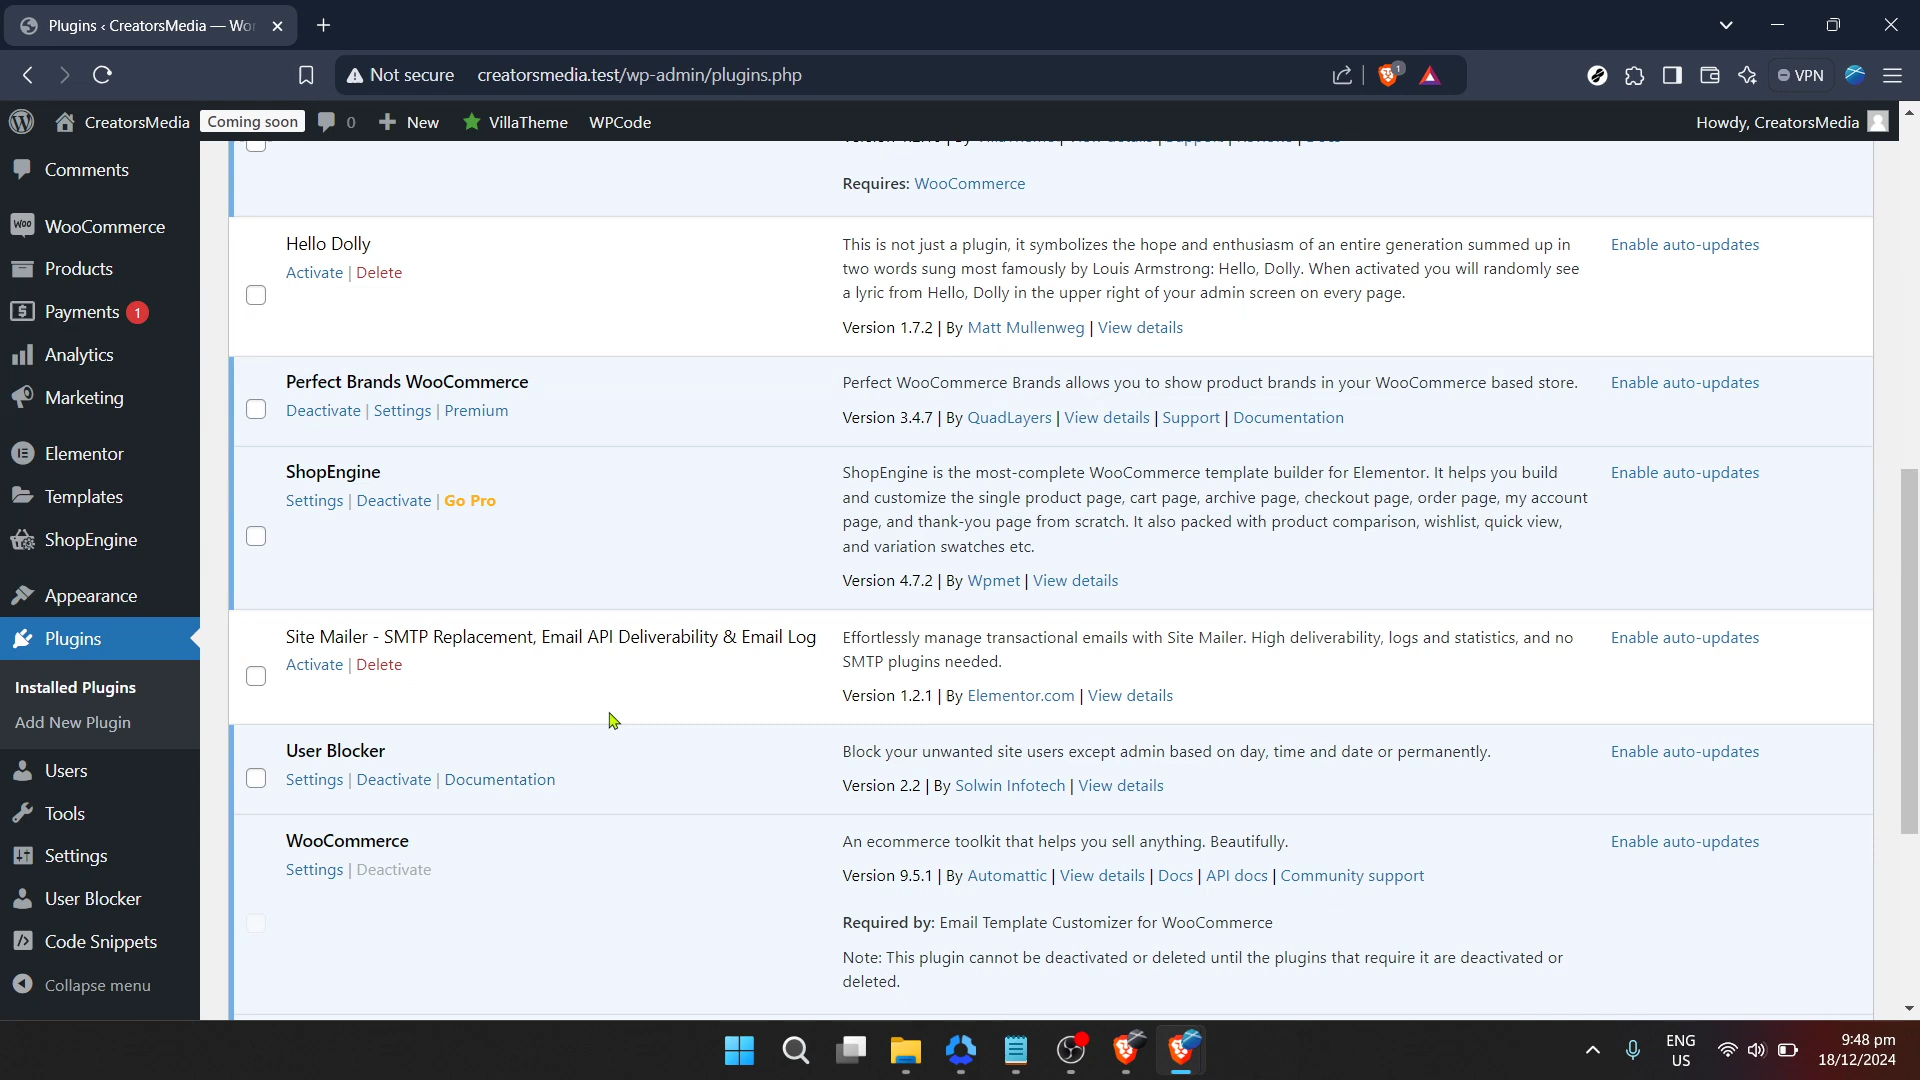 Plugins ‹ CreatorsMedia — Wo
Not secure creatorsmedia.test/wp-admin/plugins.php
1
VPN
CreatorsMedia Coming soon 0 New VillaTheme WPCode Howdy, CreatorsMedia
Comments
WooCommerce
Products
Payments 1
Analytics
Marketing
Elementor
Templates
ShopEngine
Appearance
Plugins
Installed Plugins
Add New Plugin
Users
Tools
Settings
User Blocker
Code Snippets
Collapse menu
Requires: WooCommerce
Hello Dolly
Activate | Delete
This is not just a plugin, it symbolizes the hope and enthusiasm of an entire generation summed up in
two words sung most famously by Louis Armstrong: Hello, Dolly. When activated you will randomly see
a lyric from Hello, Dolly in the upper right of your admin screen on every page.
Version 1.7.2 | By Matt Mullenweg | View details
Enable auto-updates
Perfect Brands WooCommerce
Deactivate | Settings | Premium
Perfect WooCommerce Brands allows you to show product brands in your WooCommerce based store.
Version 3.4.7 | By QuadLayers | View details | Support | Documentation
Enable auto-updates
ShopEngine
Settings | Deactivate | Go Pro
ShopEngine is the most-complete WooCommerce template builder for Elementor. It helps you build
and customize the single product page, cart page, archive page, checkout page, order page, my account
page, and thank-you page from scratch. It also packed with product comparison, wishlist, quick view,
and variation swatches etc.
Version 4.7.2 | By Wpmet | View details
Enable auto-updates
Site Mailer - SMTP Replacement, Email API Deliverability & Email Log
Activate | Delete
Effortlessly manage transactional emails with Site Mailer. High deliverability, logs and statistics, and no
SMTP plugins needed.
Version 1.2.1 | By Elementor.com | View details
Enable auto-updates
User Blocker
Settings | Deactivate | Documentation
Block your unwanted site users except admin based on day, time and date or permanently.
Version 2.2 | By Solwin Infotech | View details
Enable auto-updates
WooCommerce
Settings | Deactivate
An ecommerce toolkit that helps you sell anything. Beautifully.
Version 9.5.1 | By Automattic | View details | Docs | API docs | Community support
Required by: Email Template Customizer for WooCommerce
Note: This plugin cannot be deactivated or deleted until the plugins that require it are deactivated or
deleted.
Enable auto-updates
ENG
US
9:48 pm
18/12/2024